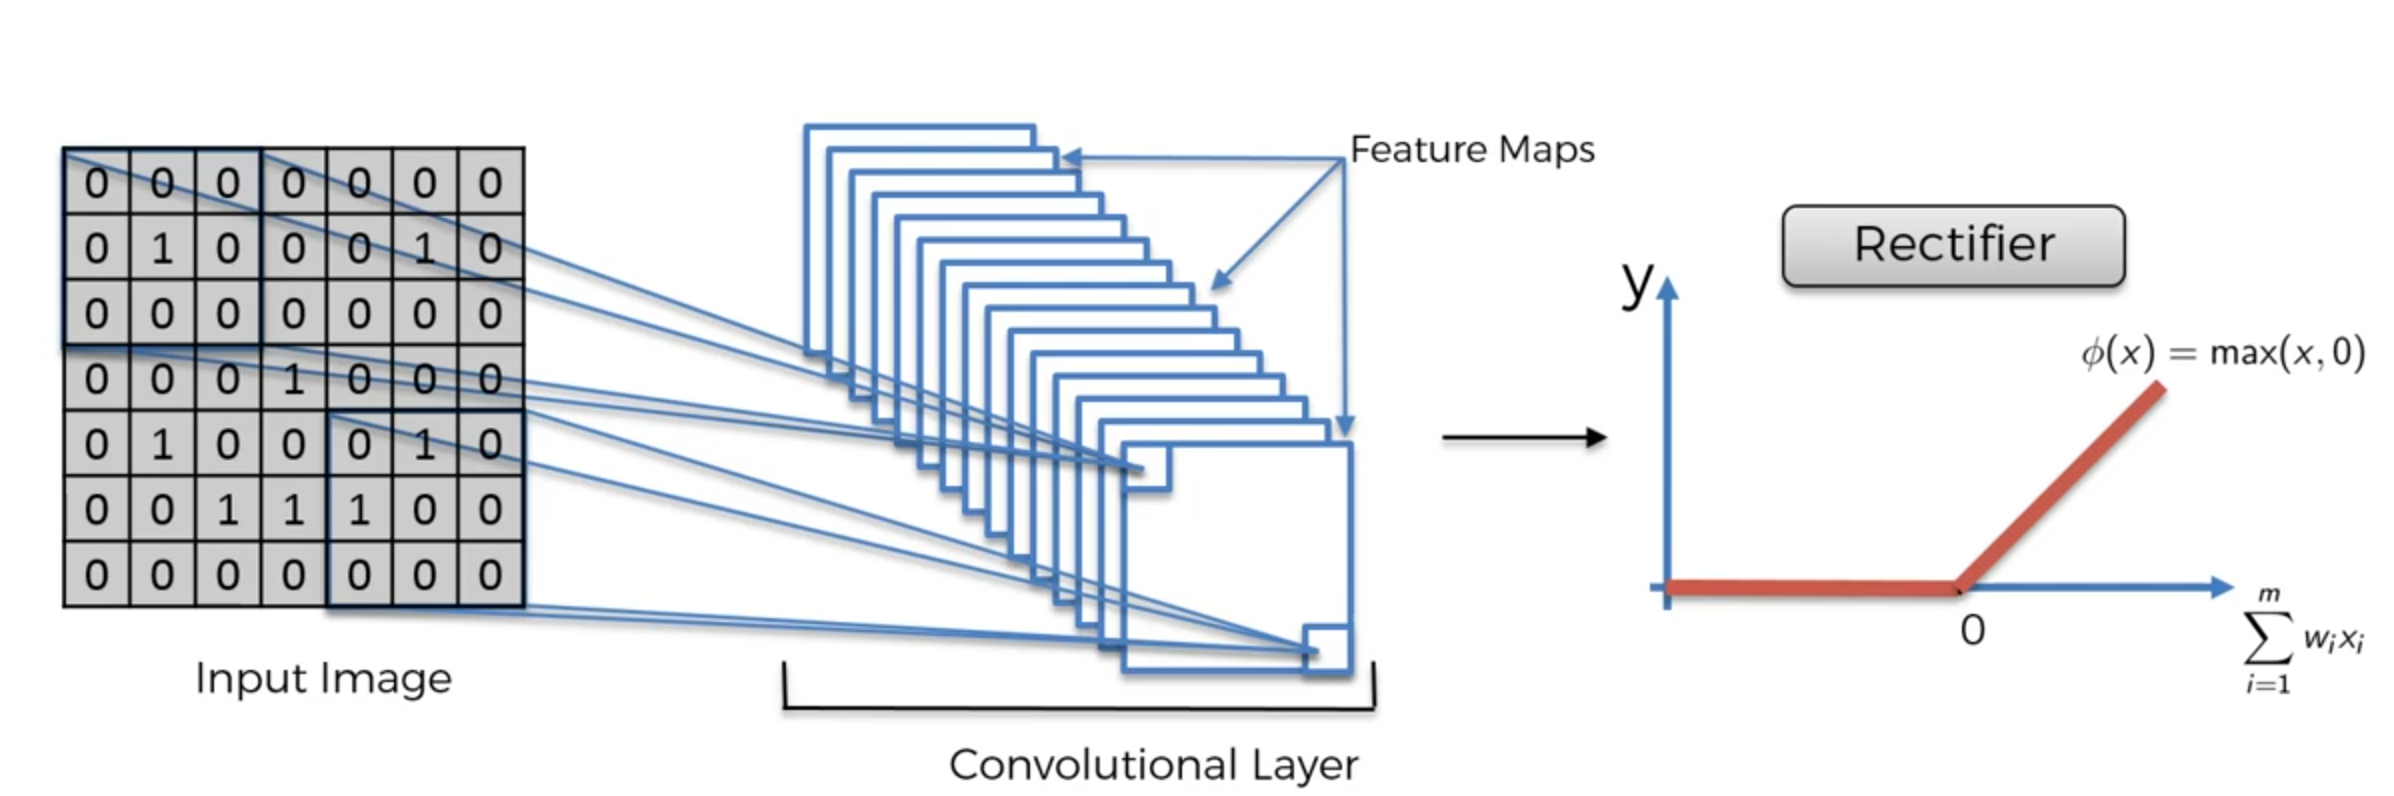 0 0 0 0 0 0 0
0 1 0 0 0 1 0
0 0 0 0 0 0 0
0 0 0 1 0 0 0
0 1 0 0 0 1 0
0 0 1 1 1 0 0
0 0 0 0 0 0 0
Input Image
Feature Maps
Convolutional Layer
Rectifier
y
ϕ(x) = max(x, 0)
0
m
∑ wᵢxᵢ
i=1